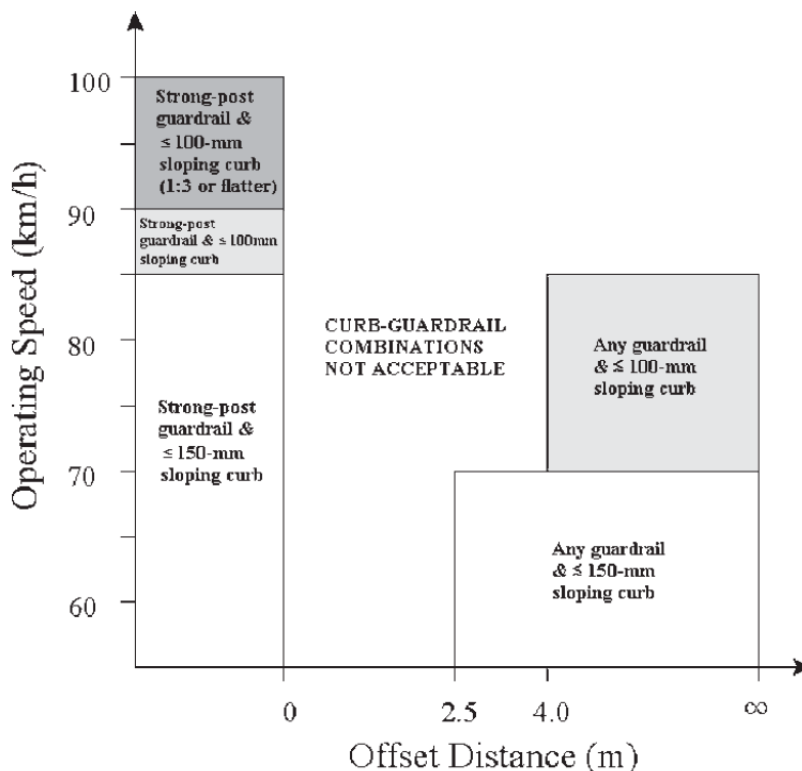 100
90
80
70
60
Operating Speed (km/h)
Strong-post
guardrail &
≤ 100-mm
sloping curb
(1:3 or flatter)
Strong-post
guardrail & ≤ 100mm
sloping curb
Strong-post
guardrail &
≤ 150-mm
sloping curb
CURB-GUARDRAIL
COMBINATIONS
NOT ACCEPTABLE
Any guardrail
& ≤ 100-mm
sloping curb
Any guardrail
& ≤ 150-mm
sloping curb
0
2.5
4.0
∞
Offset Distance (m)